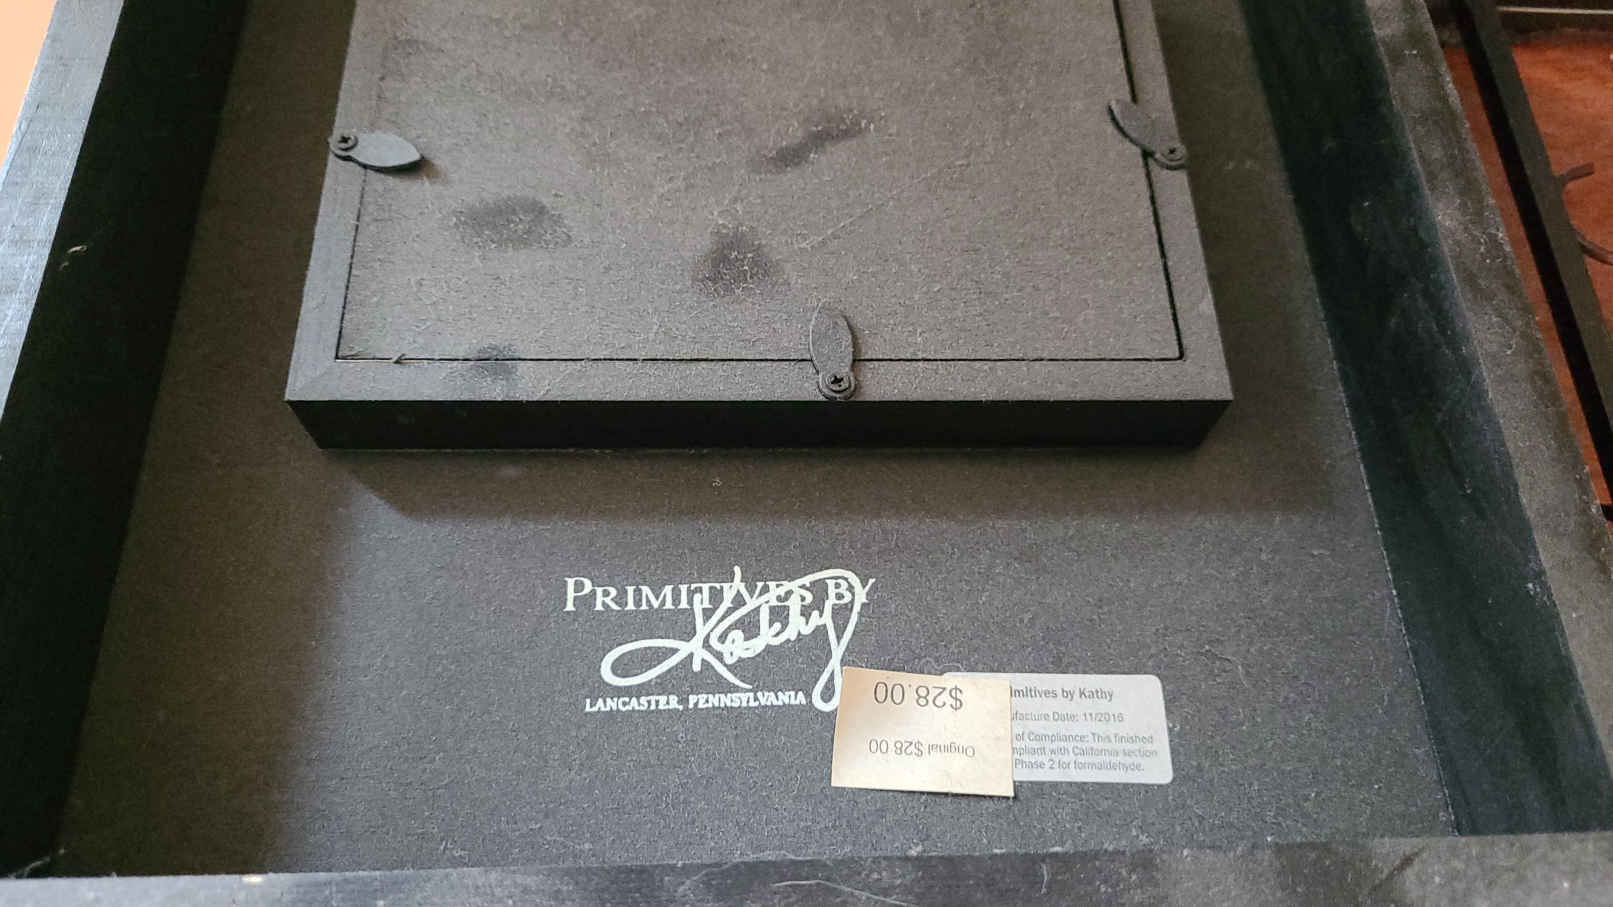 PRIMITIVES BY
Kathy
LANCASTER, PENNSYLVANIA
$28.00
Original $28.00
imitives by Kathy
ufacture Date: 11/2016
of Compliance: This finished
mpliant with California section
Phase 2 for formaldehyde.